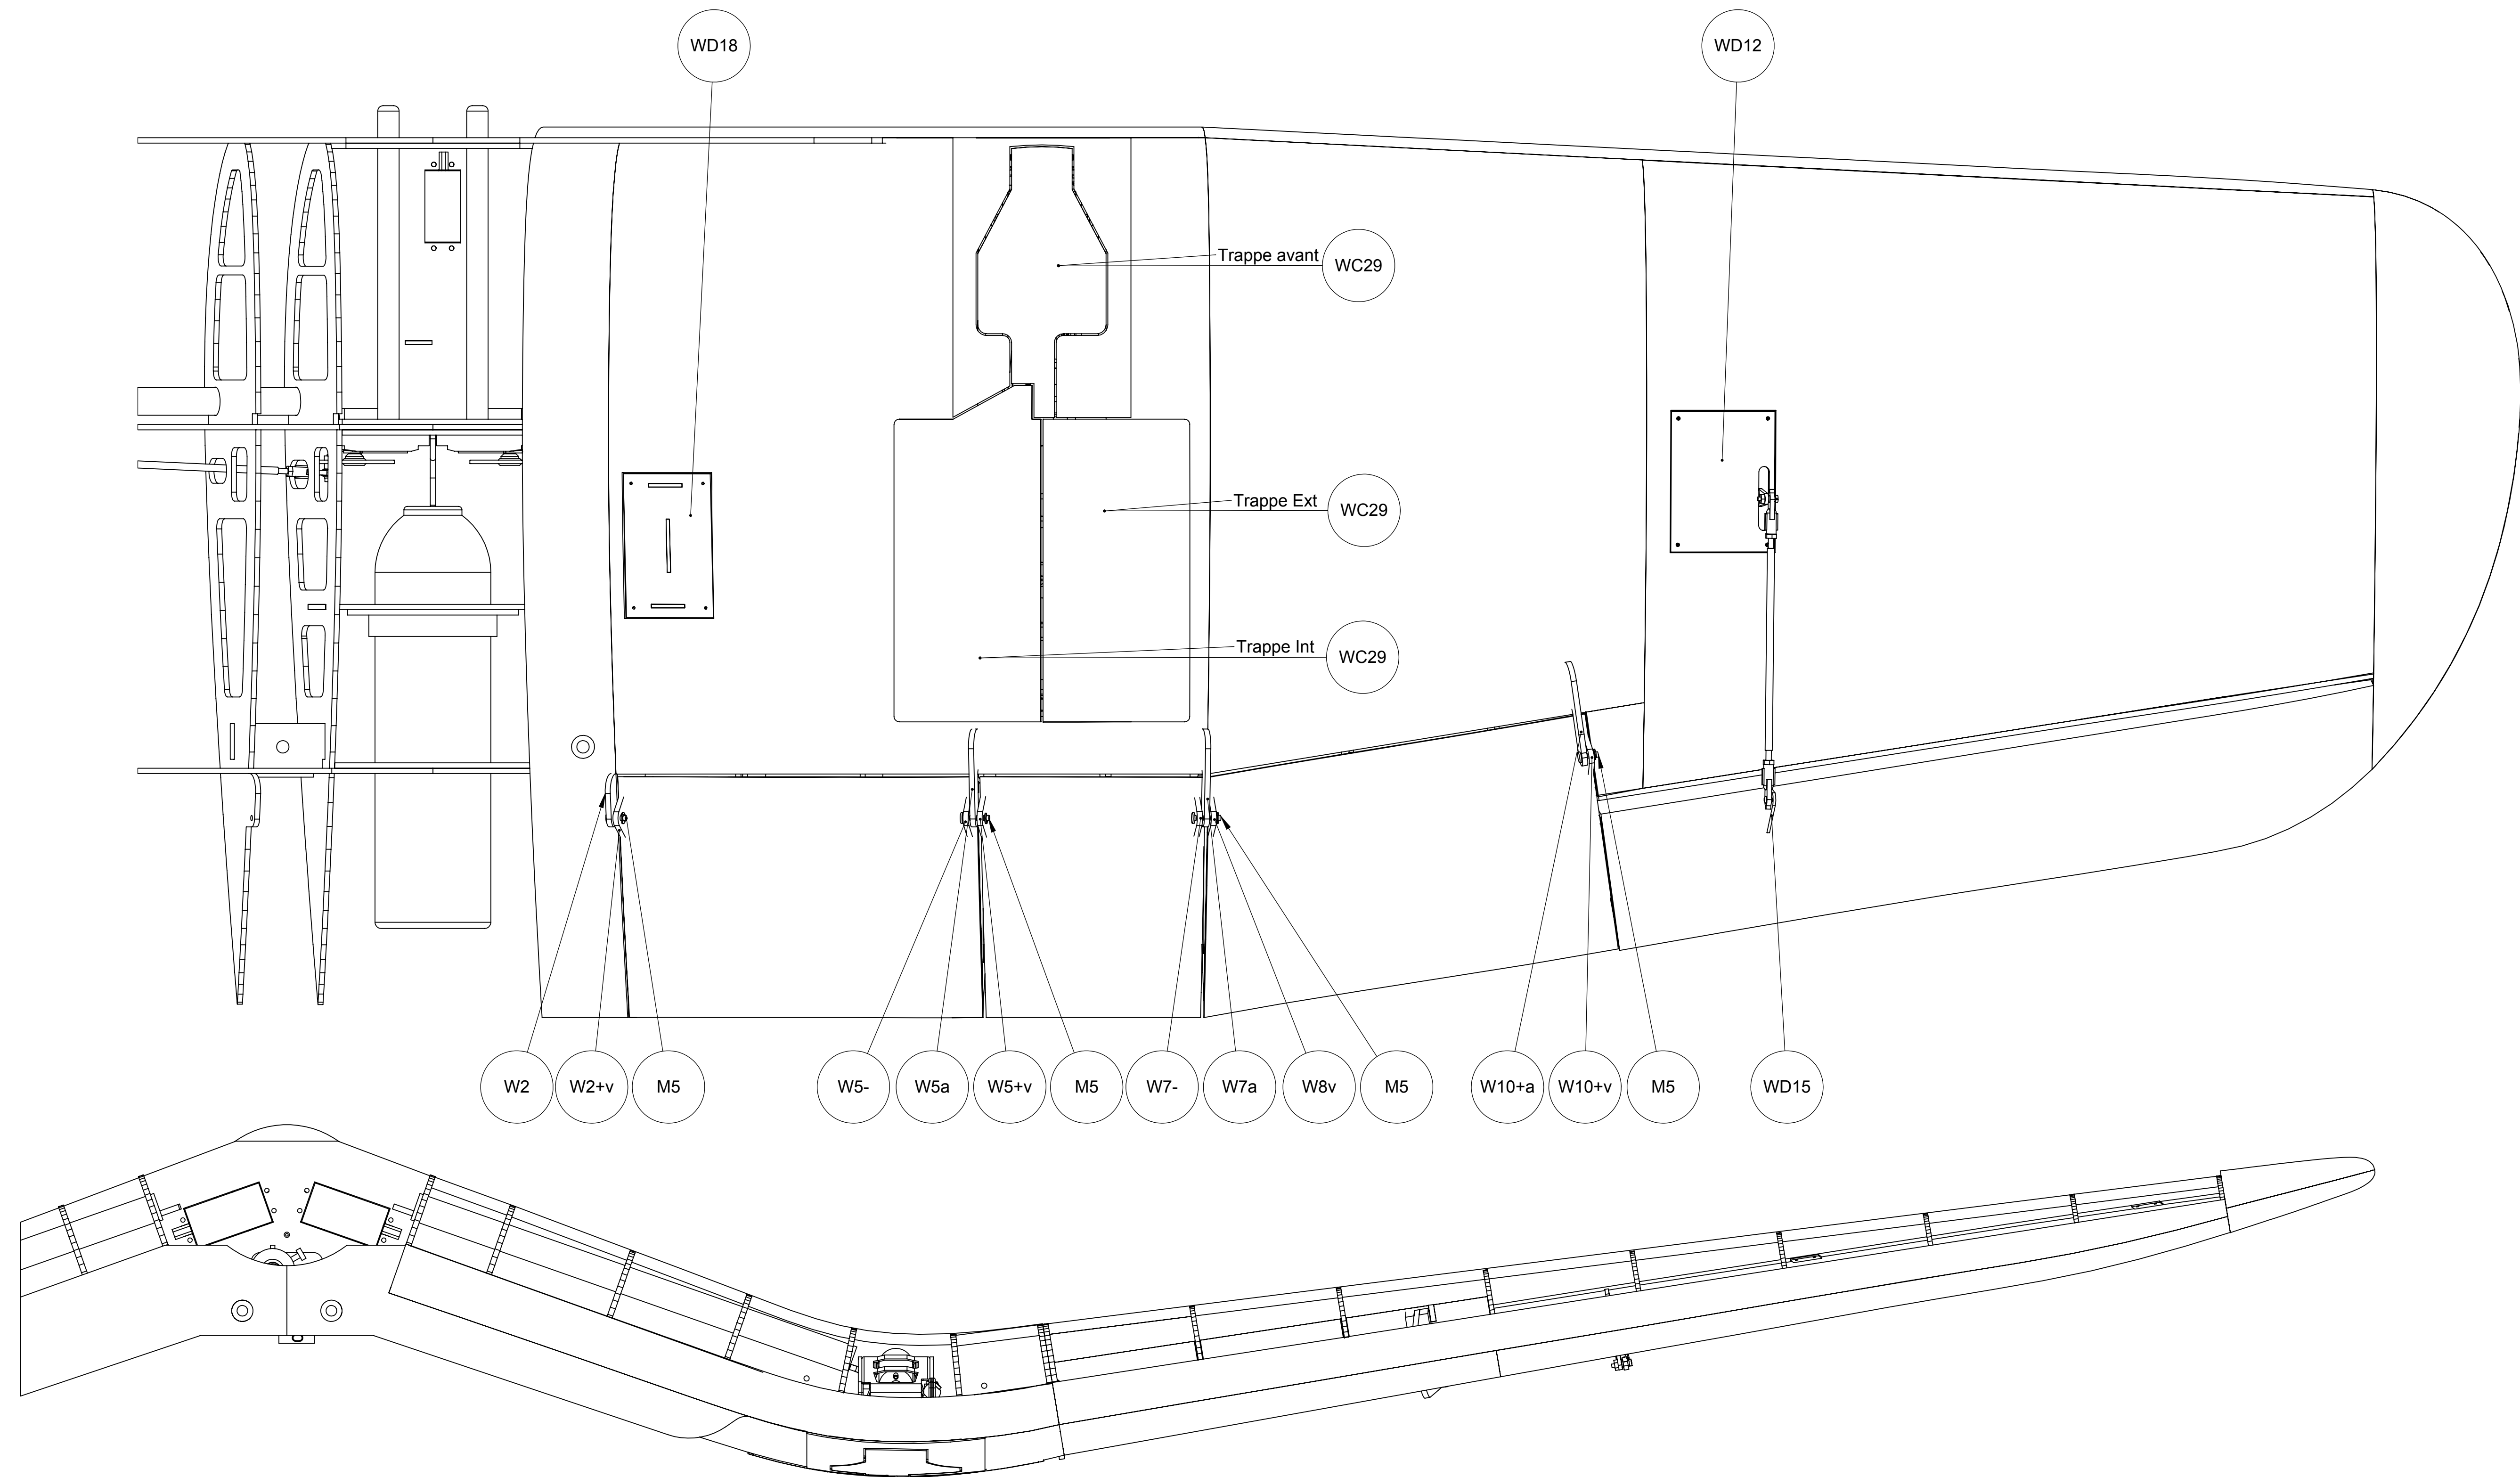 WD18
WD12
Trappe avant
WC29
Trappe Ext
WC29
Trappe Int
WC29
W2
W2+v
M5
W5-
W5a
W5+v
M5
W7-
W7a
W8v
M5
W10+a
W10+v
M5
WD15